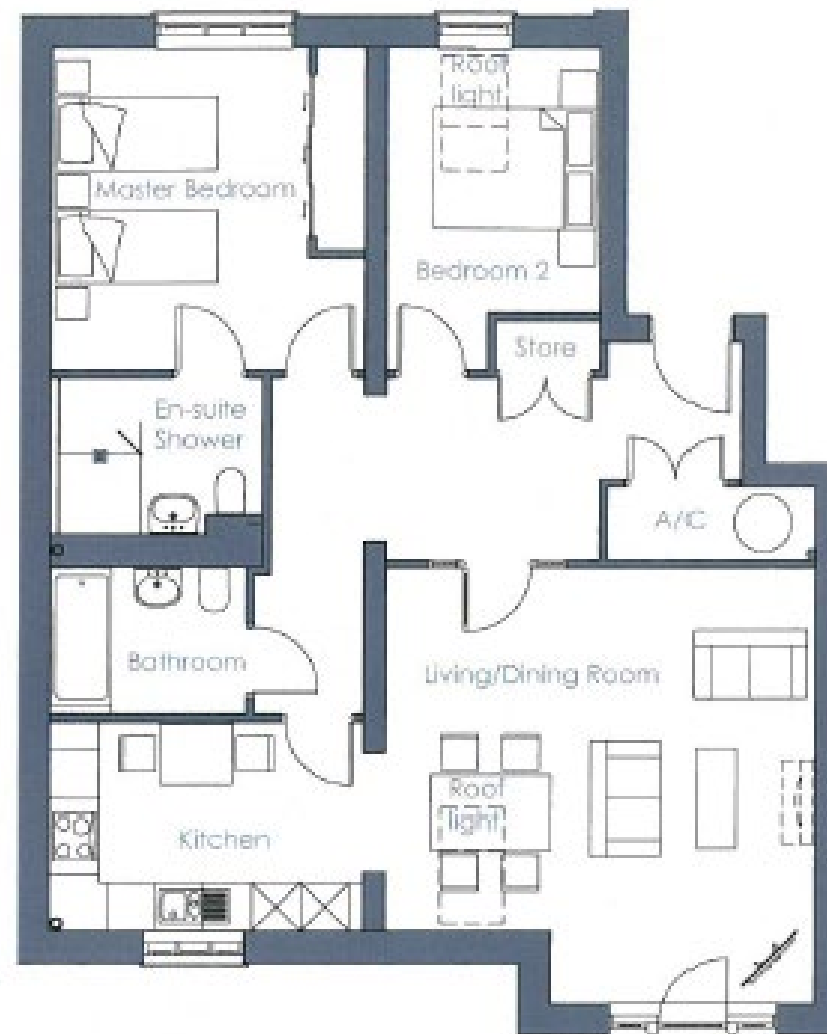 Roof
light
Master Bedroom
Bedroom 2
Store
En-suite
Shower
A/C
Bathroom
Living/Dining Room
Roof
light
Kitchen